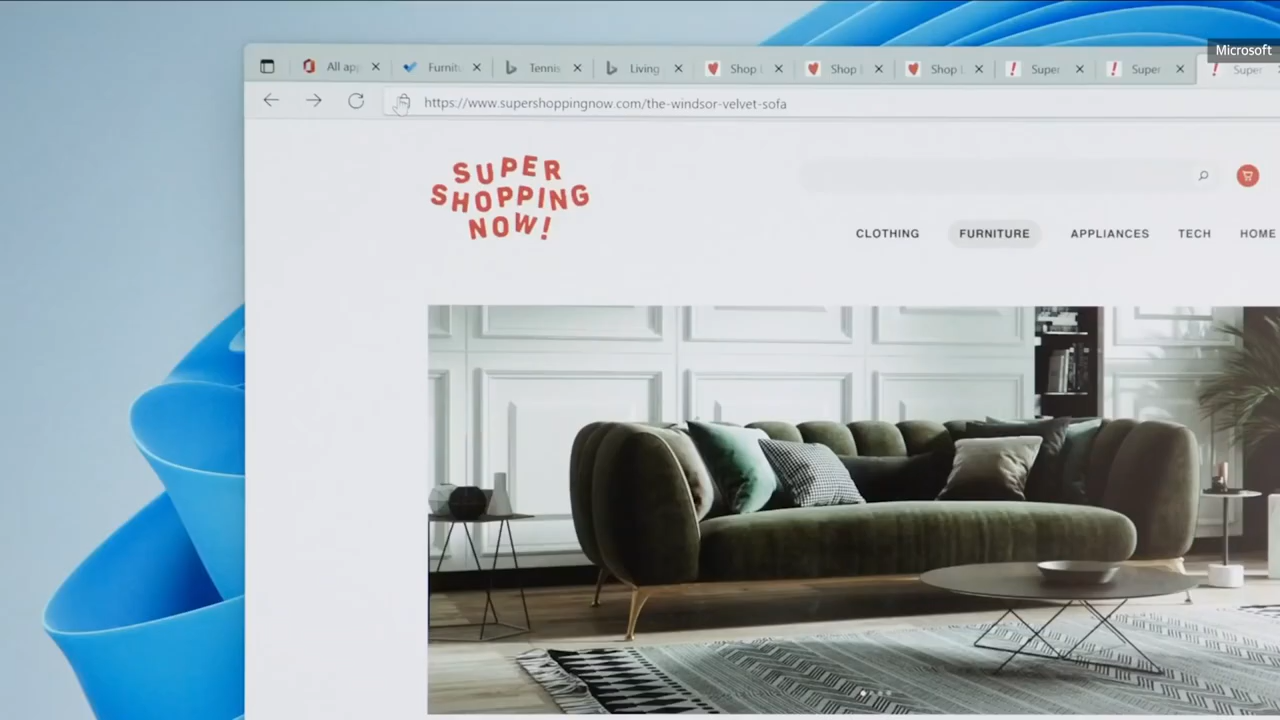 Microsoft
All ap
Furnitu
Tennis
Living
Shop
Shop
Shop L
Super
Super
Super
https://www.supershoppingnow.com/the-windsor-velvet-sofa
SUPER
SHOPPING
NOW!
CLOTHING
FURNITURE
APPLIANCES
TECH
HOME